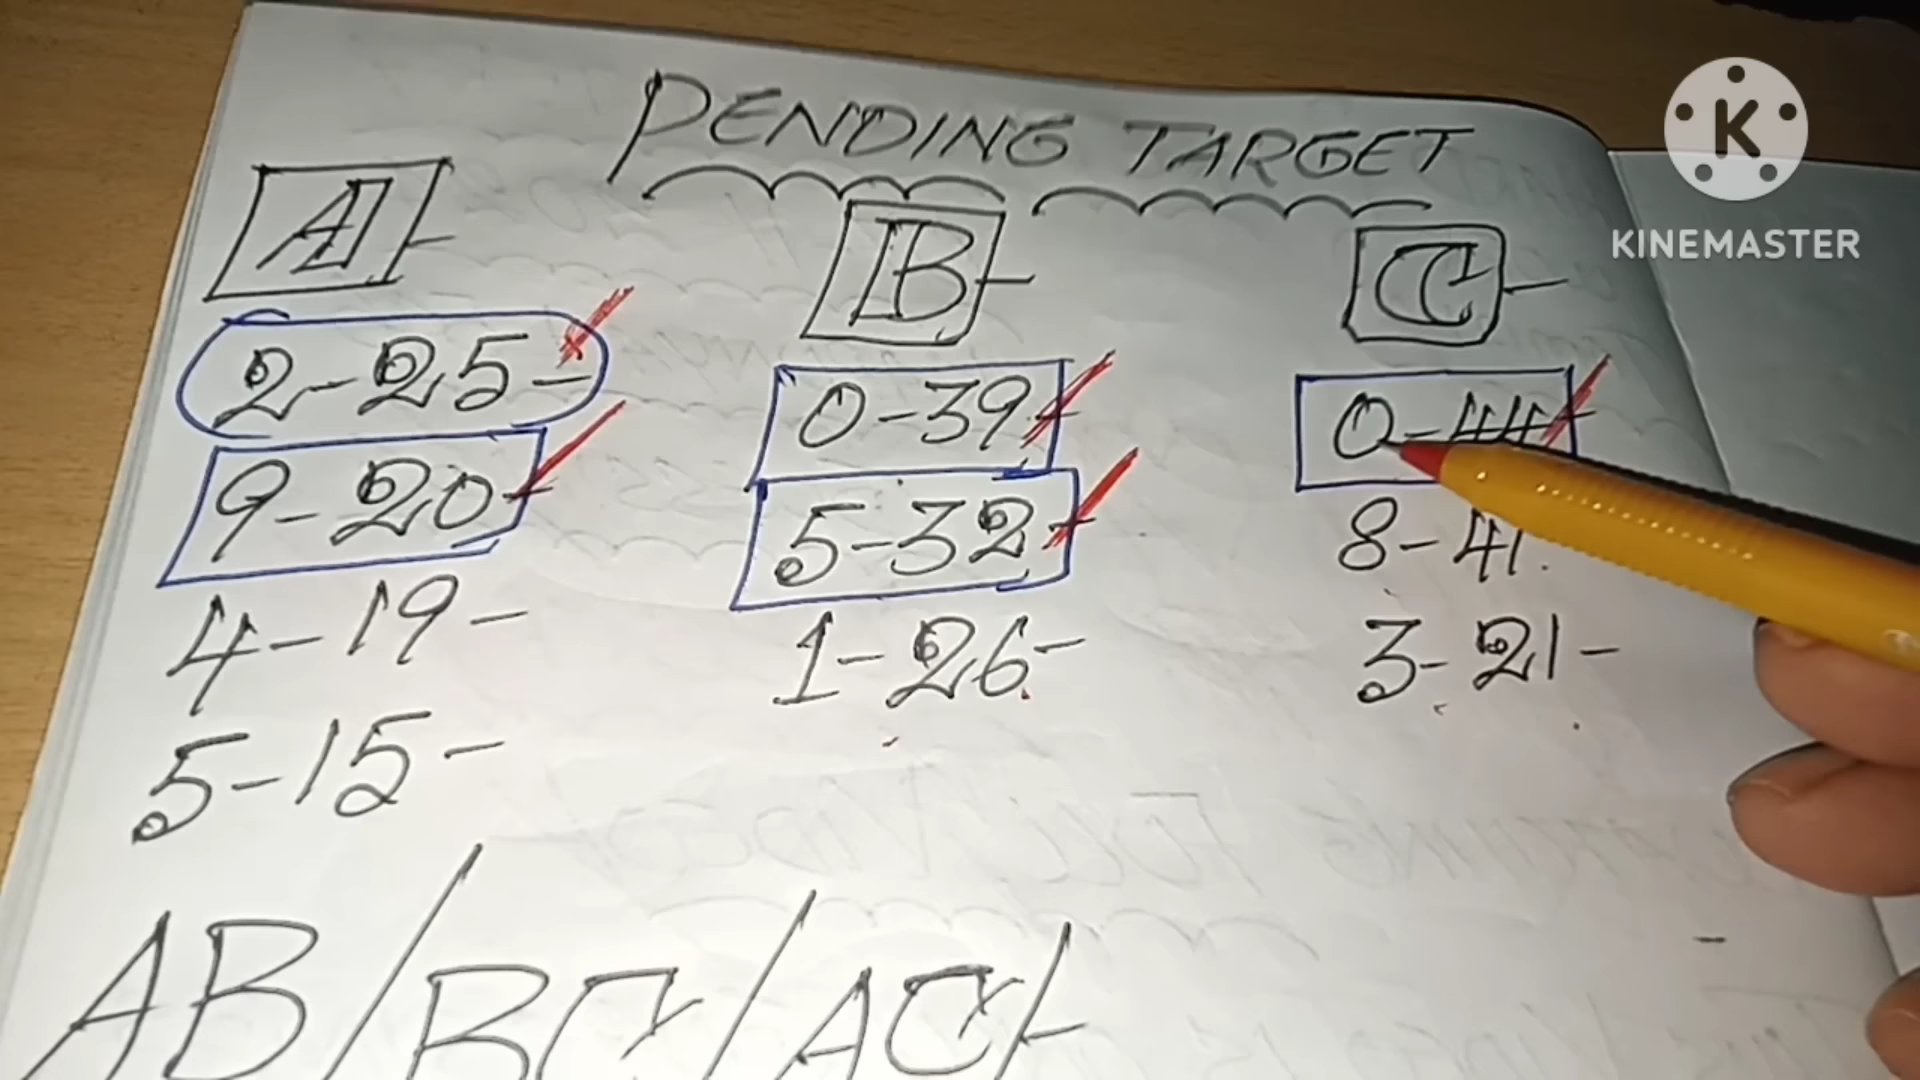 PENDING TARGET
K
KINEMASTER
A - B - C -
2-25- 0-39- 0-44-
9-20- 5-32- 8-41
4-19- 1-26- 3-21-
5-15-
AB/BC/AC/-